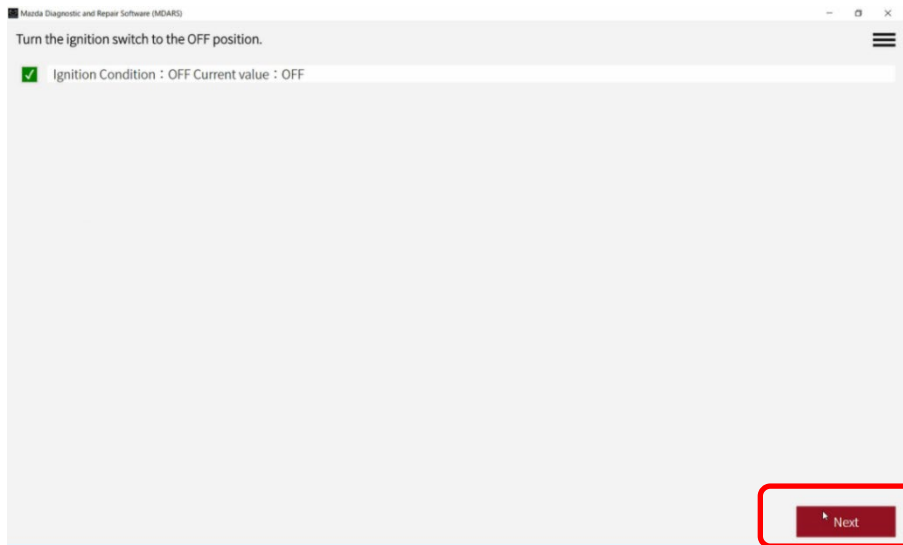 Mazda Diagnostic and Repair Software (MDARS)
Turn the ignition switch to the OFF position.
Ignition Condition：OFF Current value：OFF
Next